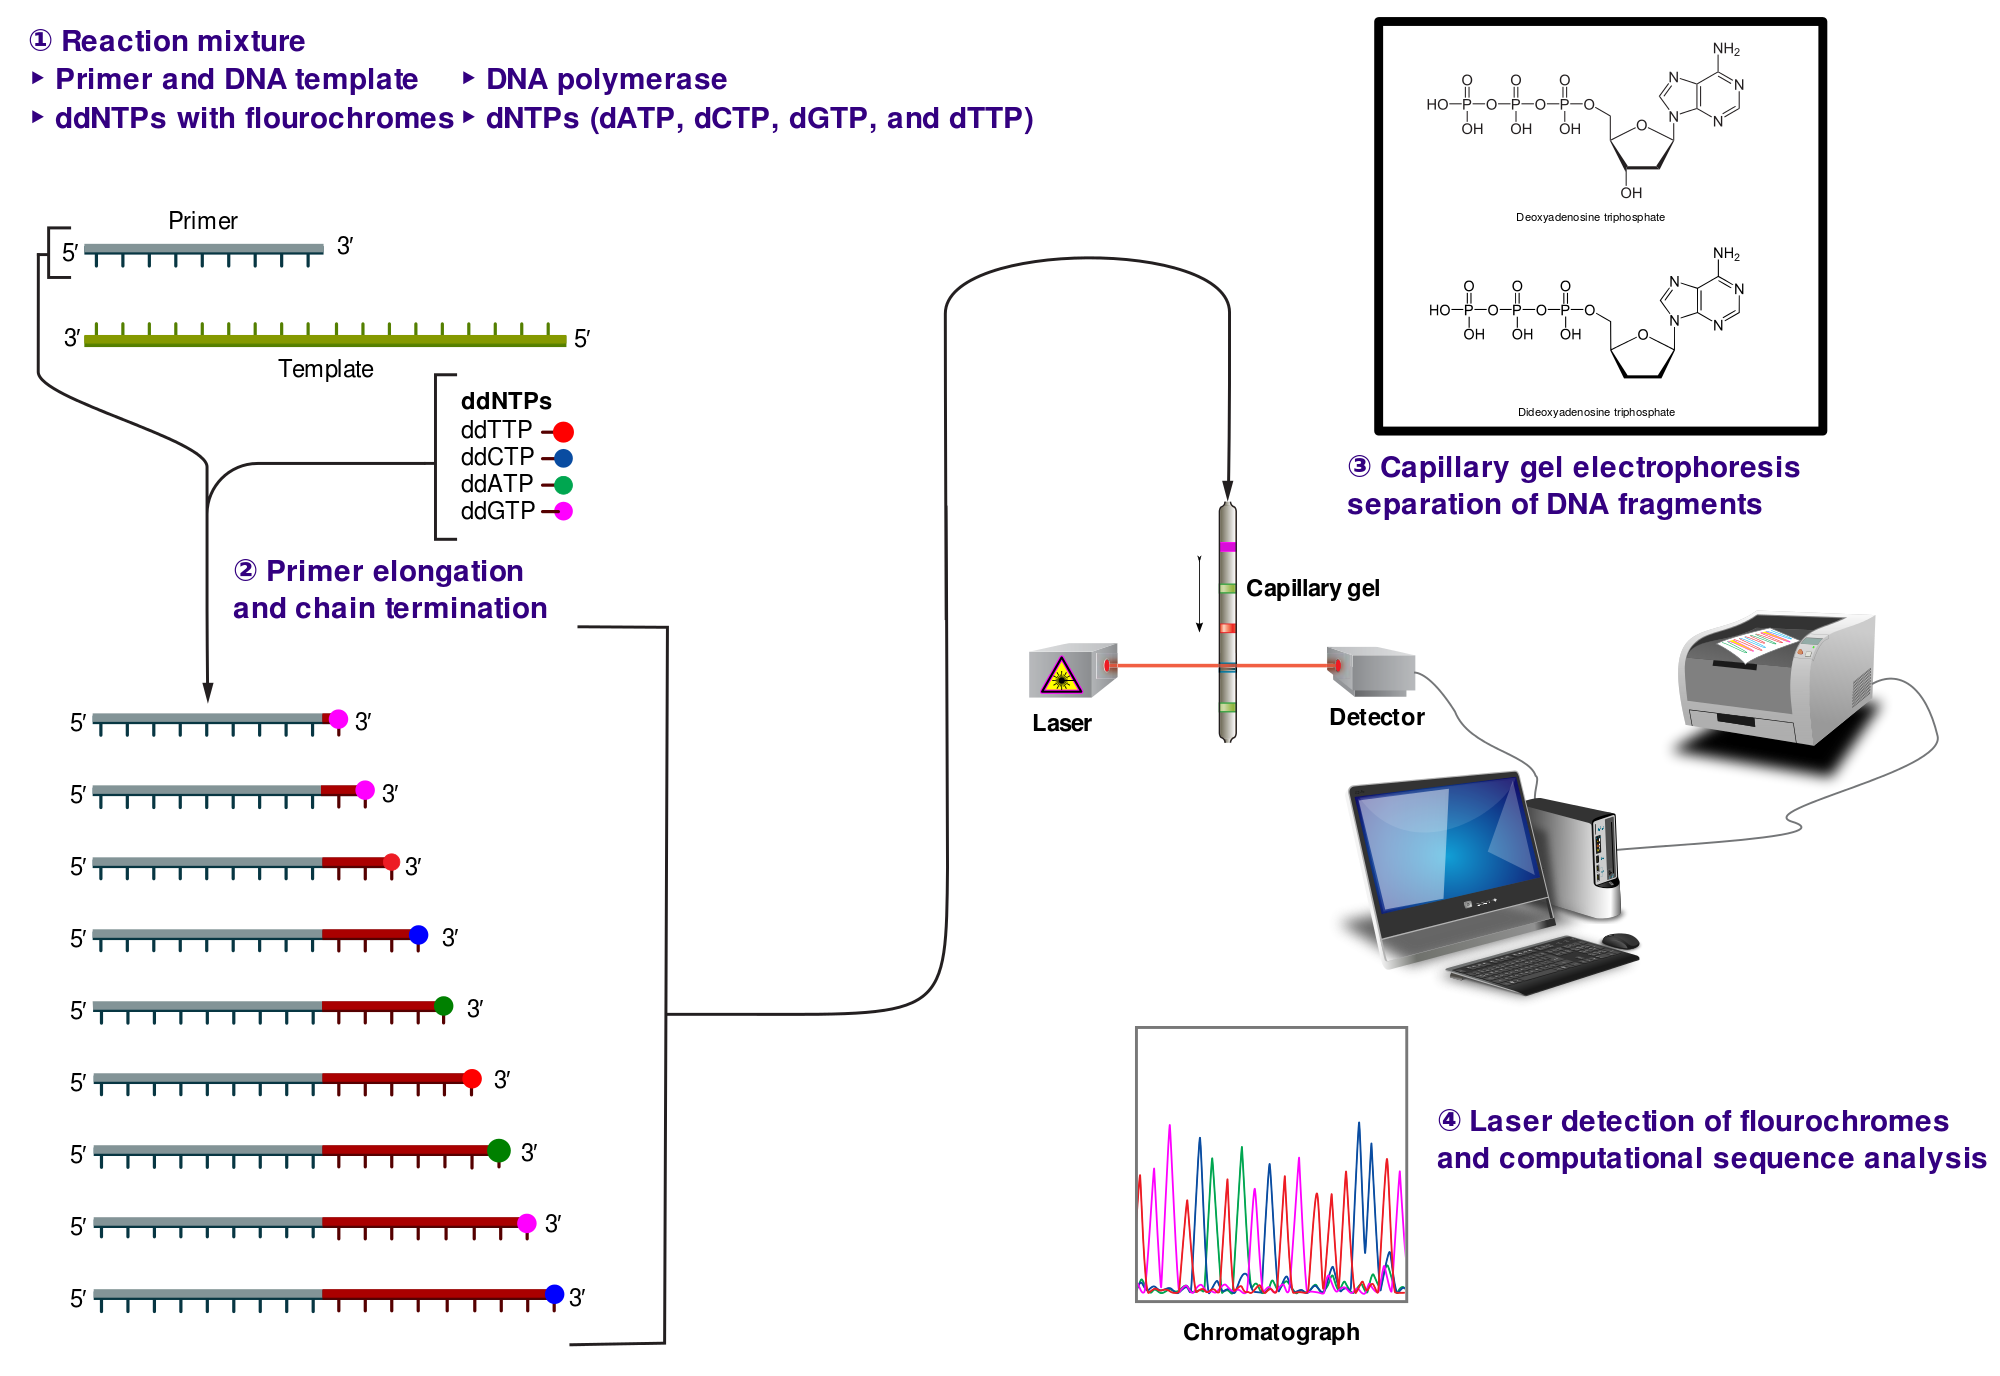 ① Reaction mixture
‣ Primer and DNA template ‣ DNA polymerase
‣ ddNTPs with flourochromes ‣ dNTPs (dATP, dCTP, dGTP, and dTTP)
Primer
5′ 3′
3′ 5′
Template
ddNTPs
ddTTP
ddCTP
ddATP
ddGTP
② Primer elongation
and chain termination
5′ 3′
5′ 3′
5′ 3′
5′ 3′
5′ 3′
5′ 3′
5′ 3′
5′ 3′
5′ 3′
NH2
O O O N N
HO P O P O P O N N
OH OH OH O
OH
Deoxyadenosine triphosphate
NH2
O O O N N
HO P O P O P O N N
OH OH OH O
Dideoxyadenosine triphosphate
③ Capillary gel electrophoresis
separation of DNA fragments
Capillary gel
Laser
Detector
④ Laser detection of flourochromes
and computational sequence analysis
Chromatograph